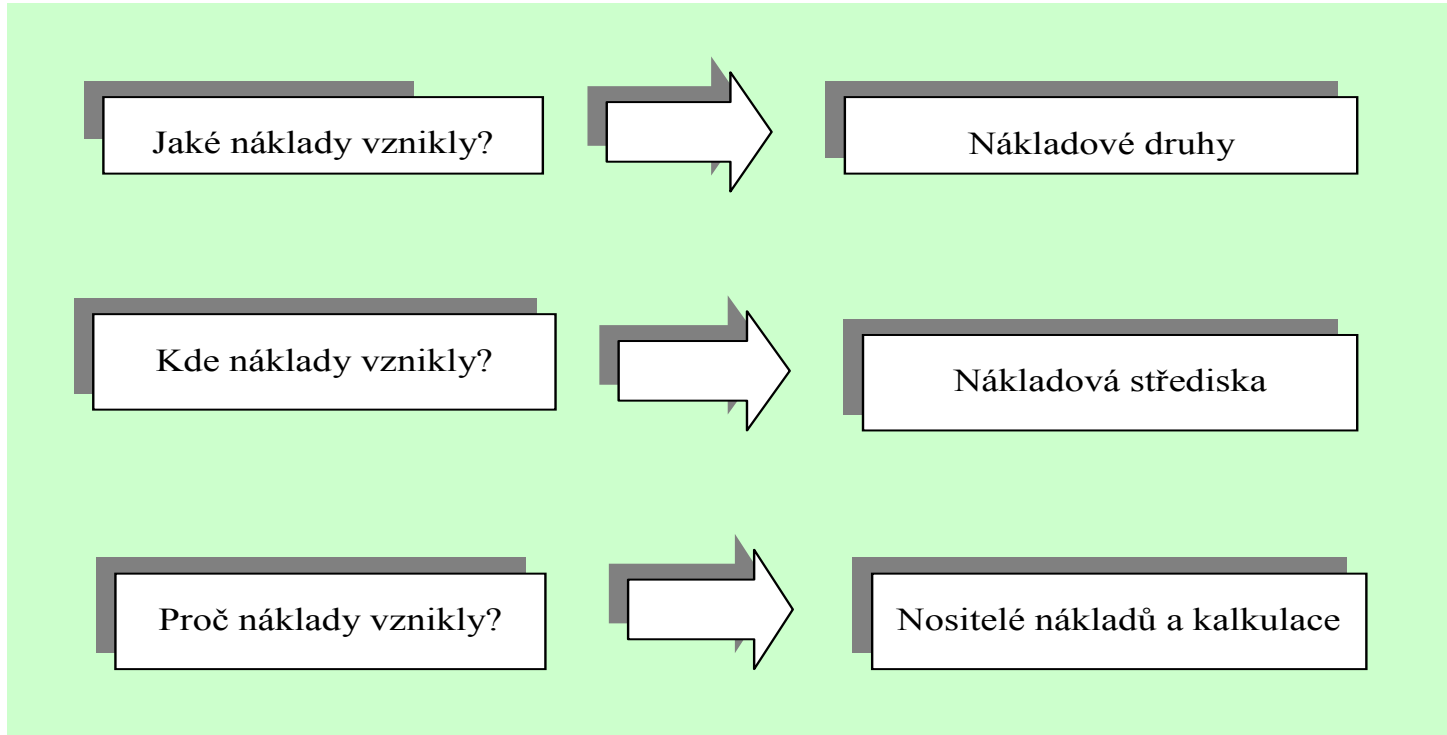 Jaké náklady vznikly?
Nákladové druhy
Kde náklady vznikly?
Nákladová střediska
Proč náklady vznikly?
Nositelé nákladů a kalkulace